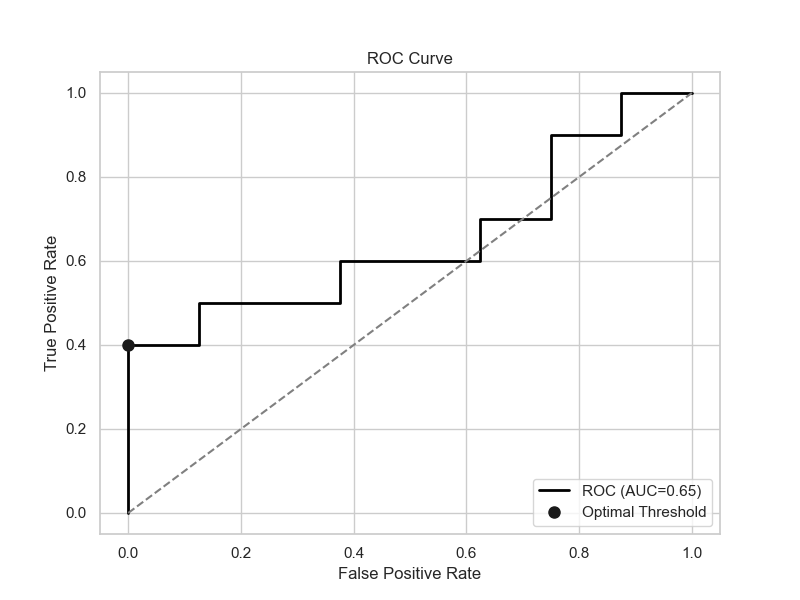 ROC Curve
1.0
0.8
0.6
0.4
0.2
0.0
True Positive Rate
ROC (AUC=0.65)
Optimal Threshold
0.0 0.2 0.4 0.6 0.8 1.0
False Positive Rate